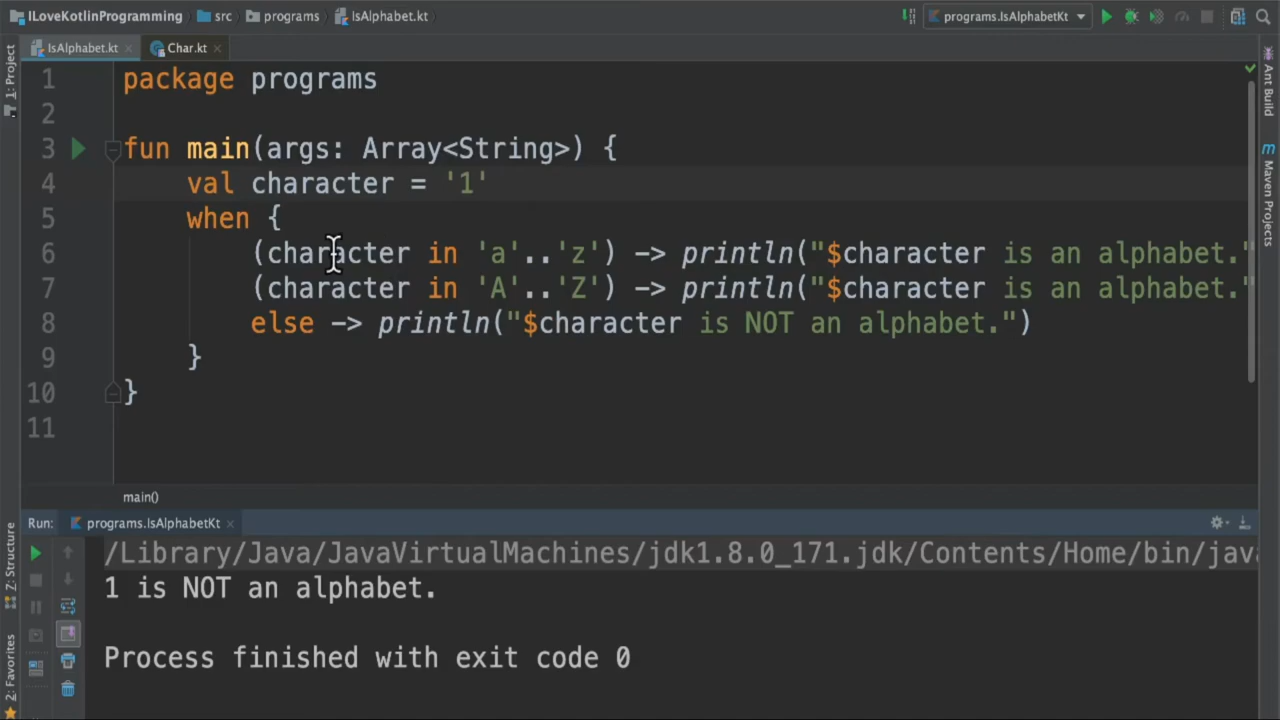 ILoveKotlinProgramming src programs IsAlphabet.kt programs.IsAlphabetKt
IsAlphabet.kt Char.kt
1: Project
Ant Build
Maven Projects
1 package programs
2
3 fun main(args: Array<String>) {
4 val character = '1'
5 when {
6 (character in 'a'..'z') -> println("$character is an alphabet."
7 (character in 'A'..'Z') -> println("$character is an alphabet."
8 else -> println("$character is NOT an alphabet.")
9 }
10 }
11
main()
Run: programs.IsAlphabetKt
Z: Structure
2: Favorites
/Library/Java/JavaVirtualMachines/jdk1.8.0_171.jdk/Contents/Home/bin/java
1 is NOT an alphabet.
Process finished with exit code 0